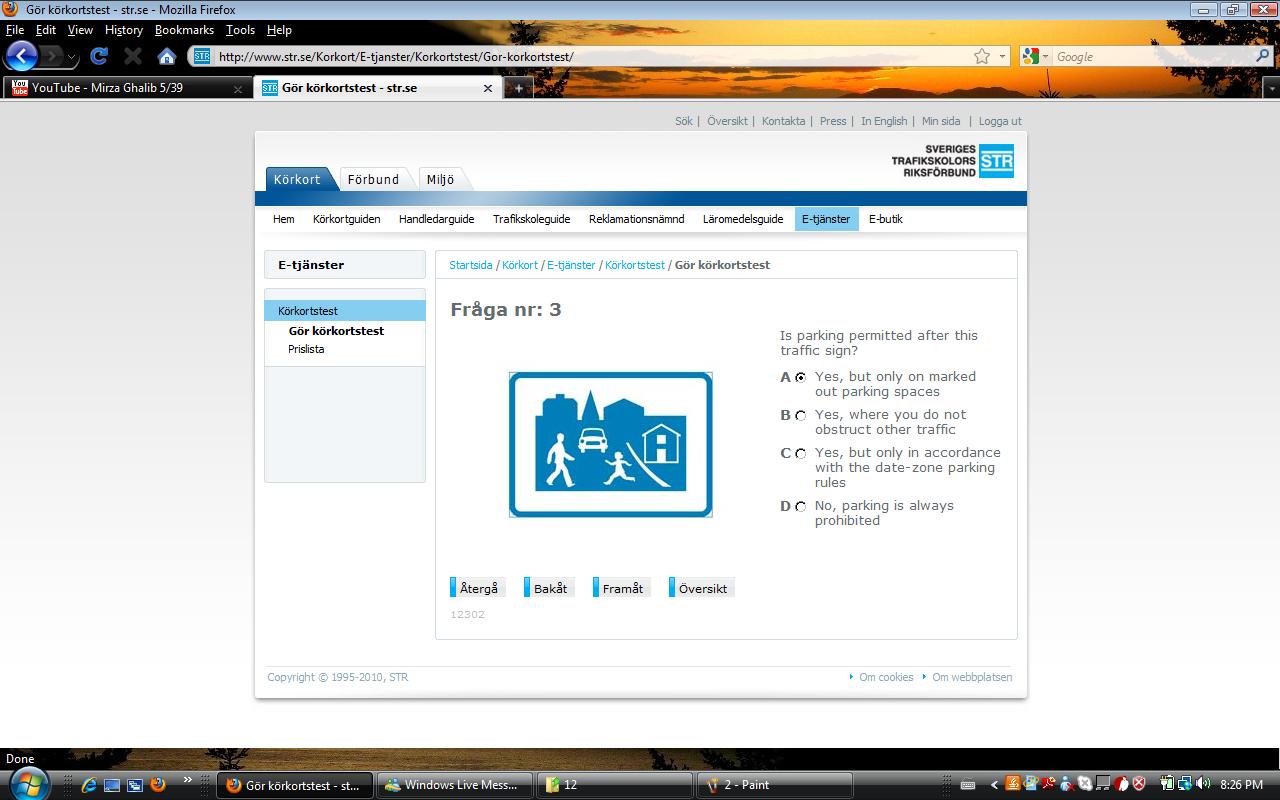 Gör körkortstest - str.se - Mozilla Firefox
File Edit View History Bookmarks Tools Help
STR http://www.str.se/Korkort/E-tjanster/Korkortstest/Gor-korkortstest/ Google
You Tube YouTube - Mirza Ghalib 5/39 STR Gör körkortstest - str.se
Sök | Översikt | Kontakta | Press | In English | Min sida | Logga ut
SVERIGES
TRAFIKSKOLORS
RIKSFÖRBUND
STR
Körkort Förbund Miljö
Hem Körkortguiden Handledarguide Trafikskoleguide Reklamationsnämnd Läromedelsguide E-tjänster E-butik
E-tjänster
Körkortstest
Gör körkortstest
Prislista
Startsida / Körkort / E-tjänster / Körkortstest / Gör körkortstest
Fråga nr: 3
Is parking permitted after this
traffic sign?
A Yes, but only on marked
out parking spaces
B Yes, where you do not
obstruct other traffic
C Yes, but only in accordance
with the date-zone parking
rules
D No, parking is always
prohibited
Återgå Bakåt Framåt Översikt
12302
Copyright © 1995-2010, STR Om cookies Om webbplatsen
Done
Gör körkortstest - st... Windows Live Mess... 12 2 - Paint 8:26 PM